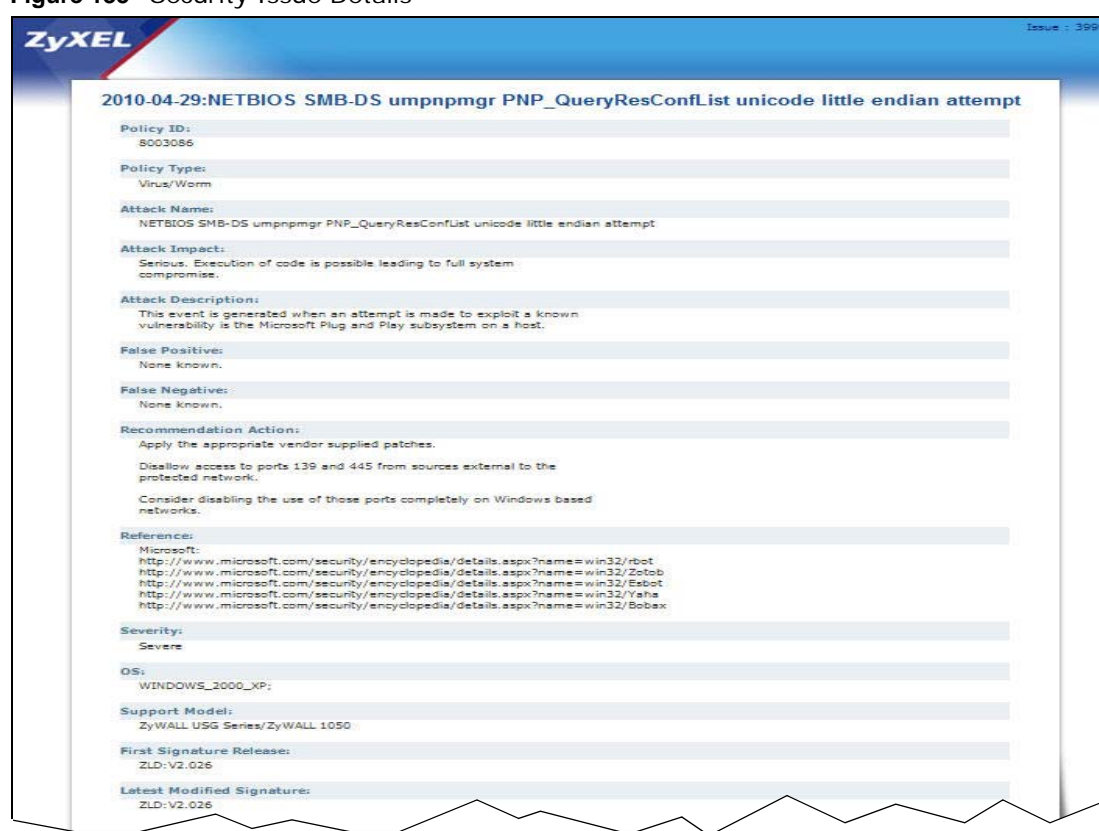 Security Issue Details
ZyXEL
Issue : 399
2010-04-29:NETBIOS SMB-DS umpnpmgr PNP_QueryResConfList unicode little endian attempt
Policy ID:
8003086
Policy Type:
Virus/Worm
Attack Name:
NETBIOS SMB-DS umpnpmgr PNP_QueryResConfList unicode little endian attempt
Attack Impact:
Serious. Execution of code is possible leading to full system
compromise.
Attack Description:
This event is generated when an attempt is made to exploit a known
vulnerability is the Microsoft Plug and Play subsystem on a host.
False Positive:
None known.
False Negative:
None known.
Recommendation Action:
Apply the appropriate vendor supplied patches.
Disallow access to ports 139 and 445 from sources external to the
protected network.
Consider disabling the use of those ports completely on Windows based
networks.
Reference:
Microsoft:
http://www.microsoft.com/security/encyclopedia/details.aspx?name=win32/rbot
http://www.microsoft.com/security/encyclopedia/details.aspx?name=win32/Zotob
http://www.microsoft.com/security/encyclopedia/details.aspx?name=win32/Esbot
http://www.microsoft.com/security/encyclopedia/details.aspx?name=win32/Yaha
http://www.microsoft.com/security/encyclopedia/details.aspx?name=win32/Bobax
Severity:
Severe
OS:
WINDOWS_2000_XP;
Support Model:
ZyWALL USG Series/ZyWALL 1050
First Signature Release:
ZLD:V2.026
Latest Modified Signature:
ZLD:V2.026